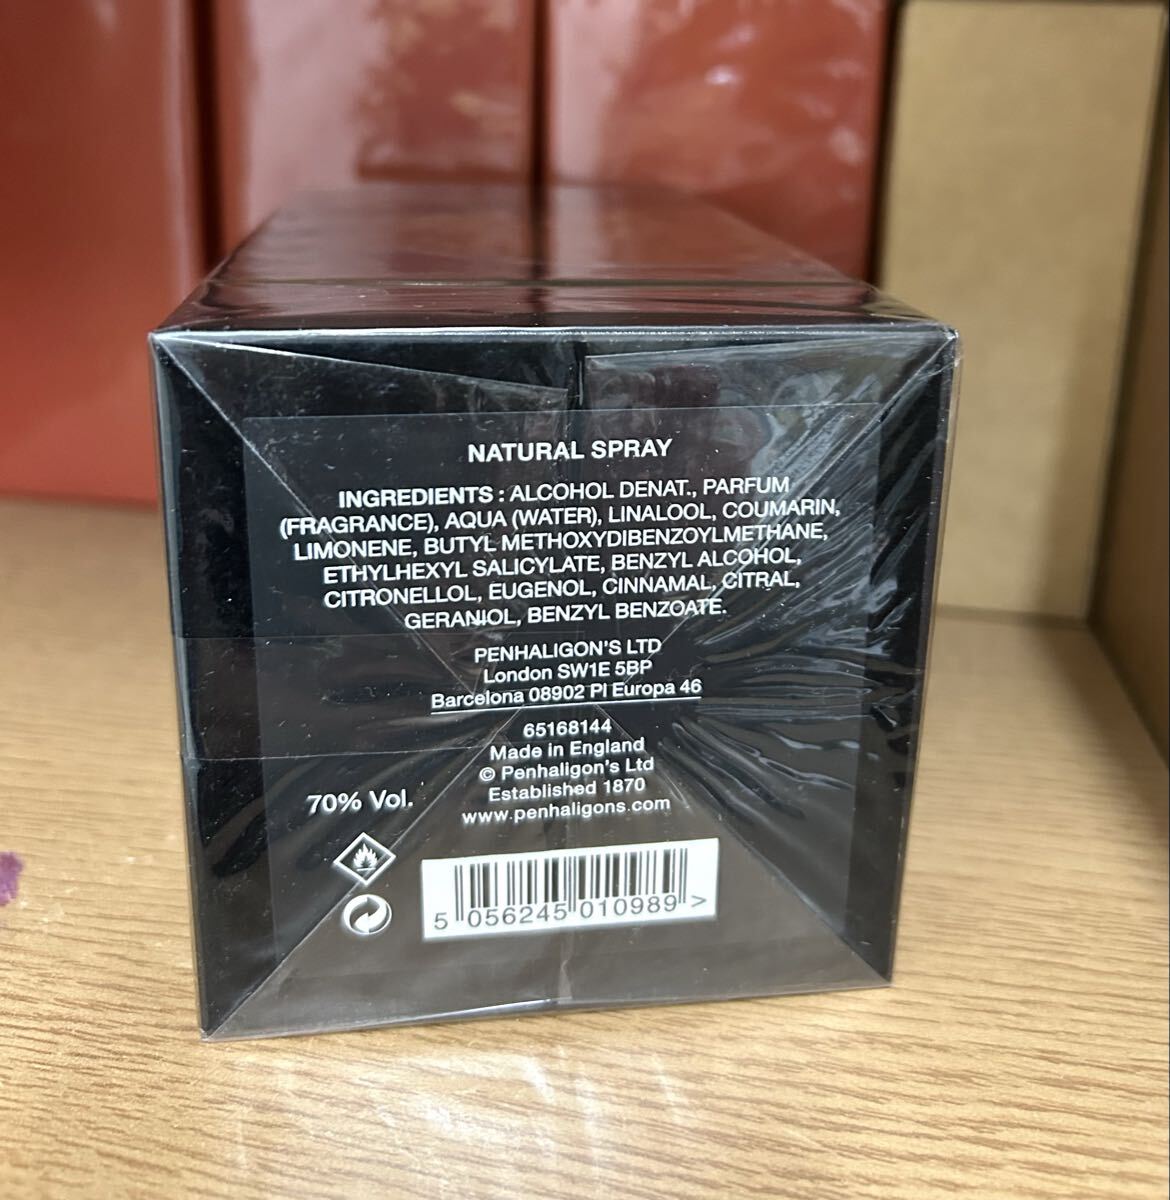 NATURAL SPRAY
INGREDIENTS : ALCOHOL DENAT., PARFUM
(FRAGRANCE), AQUA (WATER), LINALOOL, COUMARIN,
LIMONENE, BUTYL METHOXYDIBENZOYLMETHANE,
ETHYLHEXYL SALICYLATE, BENZYL ALCOHOL,
CITRONELLOL, EUGENOL, CINNAMAL, CITRAL,
GERANIOL, BENZYL BENZOATE.
PENHALIGON'S LTD
London SW1E 5BP
Barcelona 08902 Pl Europa 46
65168144
Made in England
© Penhaligon's Ltd
Established 1870
www.penhaligons.com
70% Vol.
5 056245 010989 >